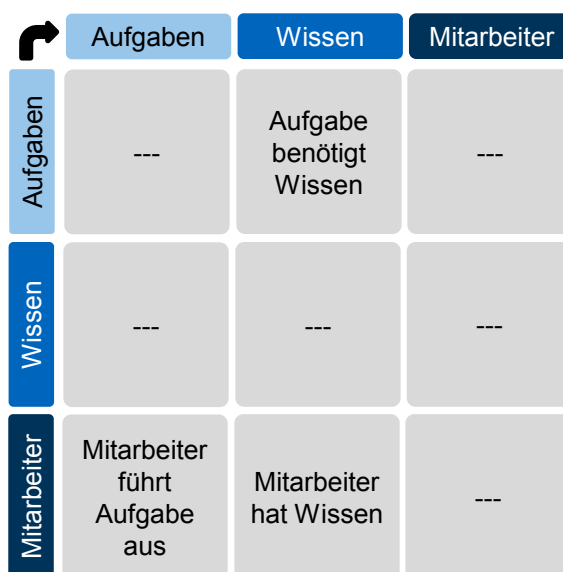 Aufgaben
Wissen
Mitarbeiter
Aufgaben
---
Aufgabe
benötigt
Wissen
---
Wissen
---
---
---
Mitarbeiter
Mitarbeiter
führt
Aufgabe
aus
Mitarbeiter
hat Wissen
---